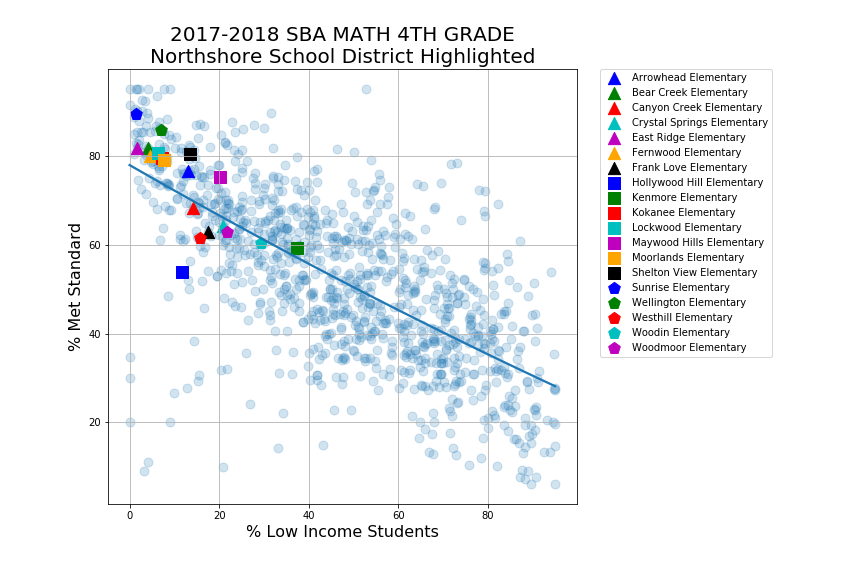 2017-2018 SBA MATH 4TH GRADE
Northshore School District Highlighted
% Met Standard
80
60
40
20
0
20
40
60
80
% Low Income Students
Arrowhead Elementary
Bear Creek Elementary
Canyon Creek Elementary
Crystal Springs Elementary
East Ridge Elementary
Fernwood Elementary
Frank Love Elementary
Hollywood Hill Elementary
Kenmore Elementary
Kokanee Elementary
Lockwood Elementary
Maywood Hills Elementary
Moorlands Elementary
Shelton View Elementary
Sunrise Elementary
Wellington Elementary
Westhill Elementary
Woodin Elementary
Woodmoor Elementary